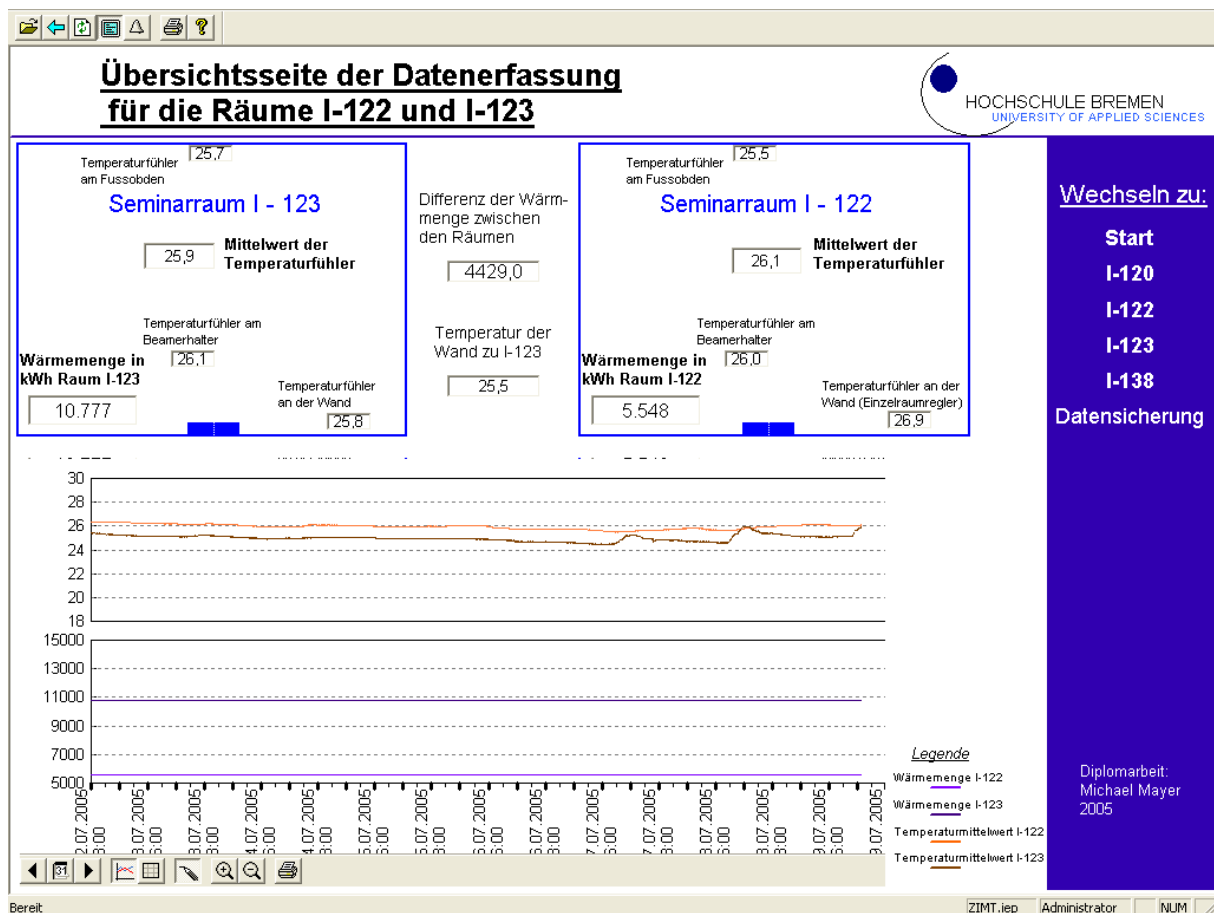 Übersichtsseite der Datenerfassung
für die Räume I-122 und I-123
HOCHSCHULE BREMEN
UNIVERSITY OF APPLIED SCIENCES
Temperaturfühler 25,7
am Fussobden
Seminarraum I - 123
25,9
Mittelwert der
Temperaturfühler
Temperaturfühler am
Beamerhalter
26,1
Wärmemenge in
kWh Raum I-123
10.777
Temperaturfühler
an der Wand
25,8
Differenz der Wärm-
menge zwischen
den Räumen
4429,0
Temperatur der
Wand zu I-123
25,5
Temperaturfühler 25,5
am Fussobden
Seminarraum I - 122
26,1
Mittelwert der
Temperaturfühler
Temperaturfühler am
Beamerhalter
26,0
Wärmemenge in
kWh Raum I-122
5.548
Temperaturfühler an der
Wand (Einzelraumregler)
26,9
Wechseln zu:
Start
I-120
I-122
I-123
I-138
Datensicherung
30
28
26
24
22
20
18
15000
13000
11000
9000
7000
5000
Legende
Wärmemenge I-122
Wärmemenge I-123
Temperaturmittelwert I-122
Temperaturmittelwert I-123
Diplomarbeit:
Michael Mayer
2005
31
Bereit
ZIMT.iep
Administrator
NUM